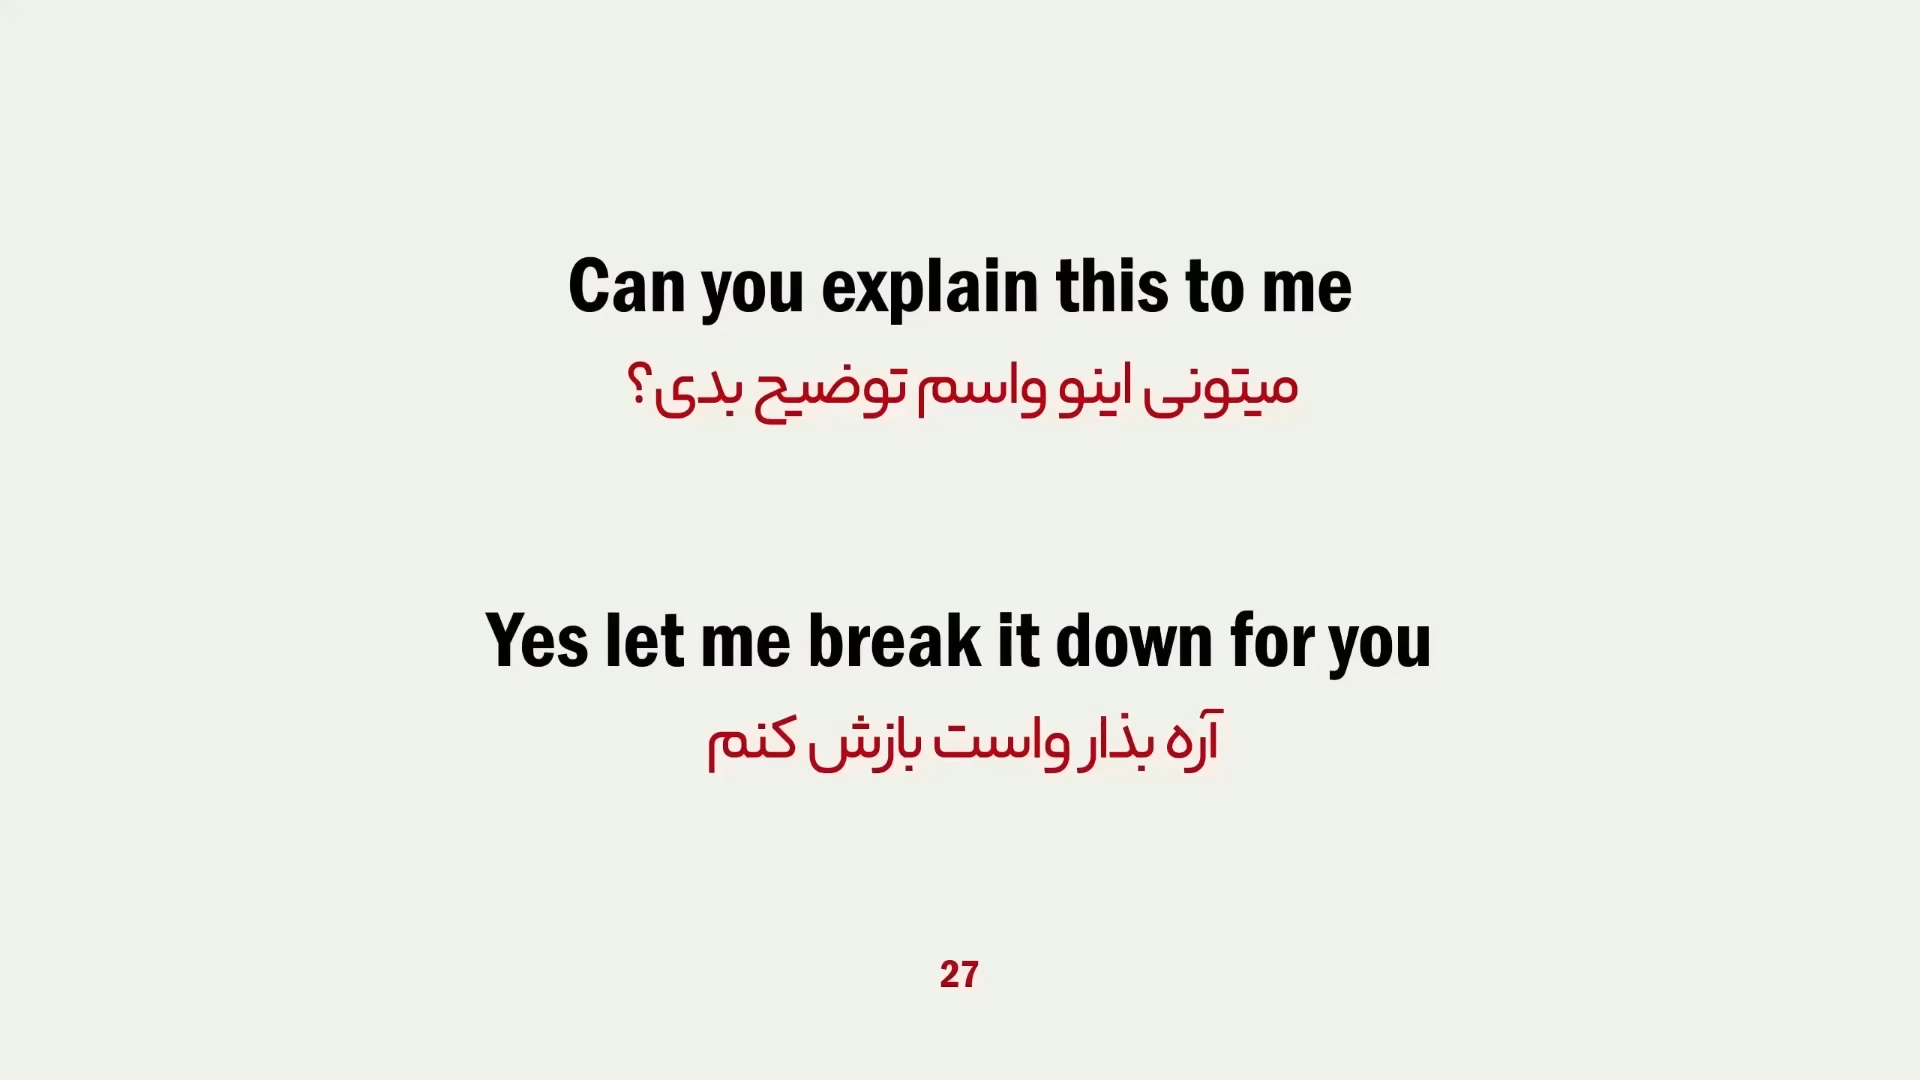 Can you explain this to me
میتونی اینو واسم توضیح بدی؟
Yes let me break it down for you
آره بذار واست بازش کنم
27